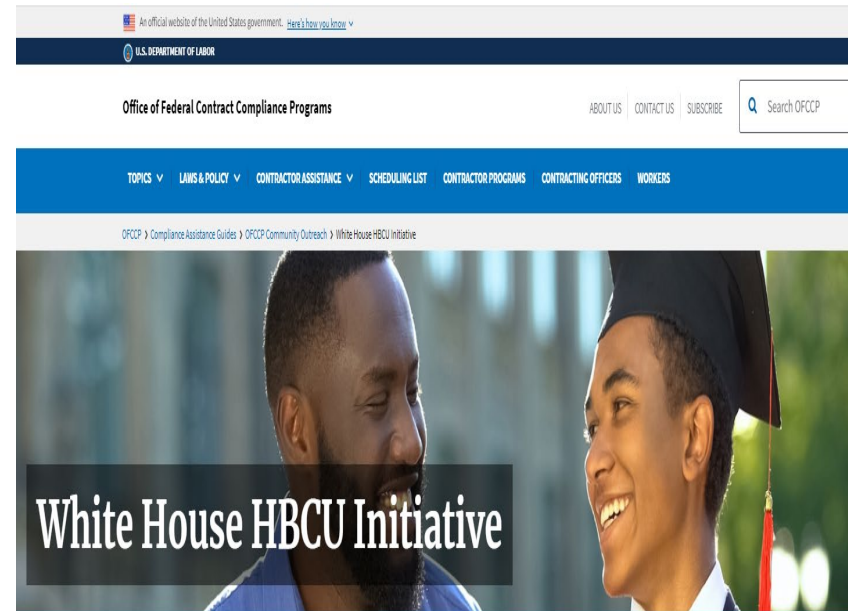 An official website of the United States government. Here's how you know
U.S. DEPARTMENT OF LABOR
Office of Federal Contract Compliance Programs
ABOUT US CONTACT US SUBSCRIBE Search OFCCP
TOPICS LAWS & POLICY CONTRACTOR ASSISTANCE SCHEDULING LIST CONTRACTOR PROGRAMS CONTRACTING OFFICERS WORKERS
OFCCP > Compliance Assistance Guides > OFCCP Community Outreach > White House HBCU Initiative
White House HBCU Initiative